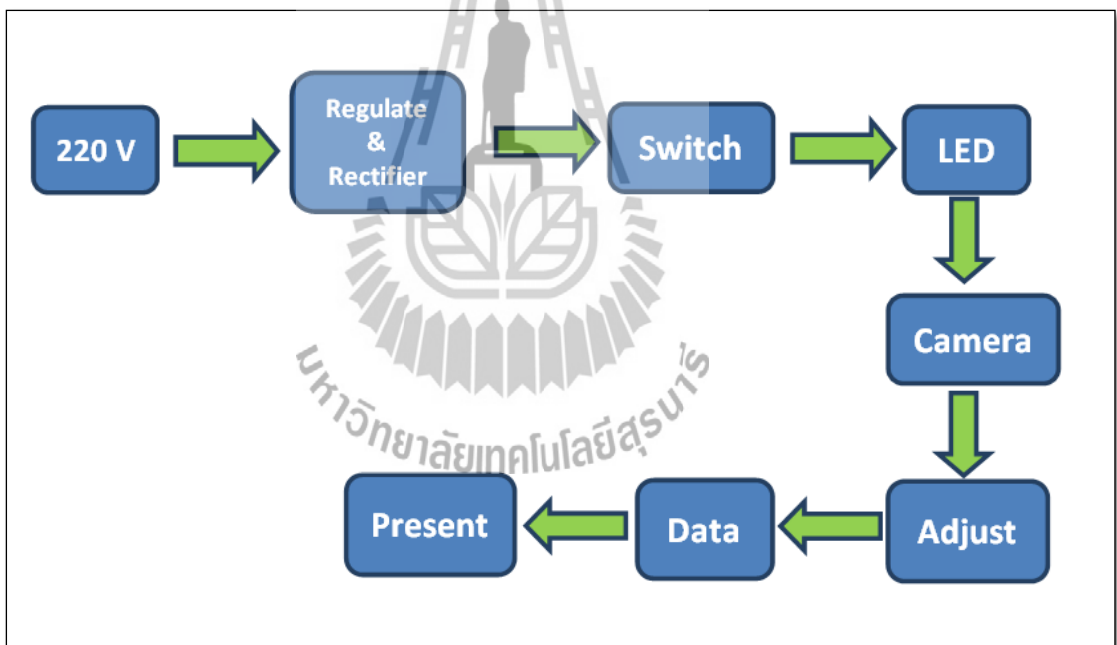 220 V
Regulate
&
Rectifier
Switch
LED
Camera
Adjust
Data
Present
มหาวิทยาลัยเทคโนโลยีสุรนารี